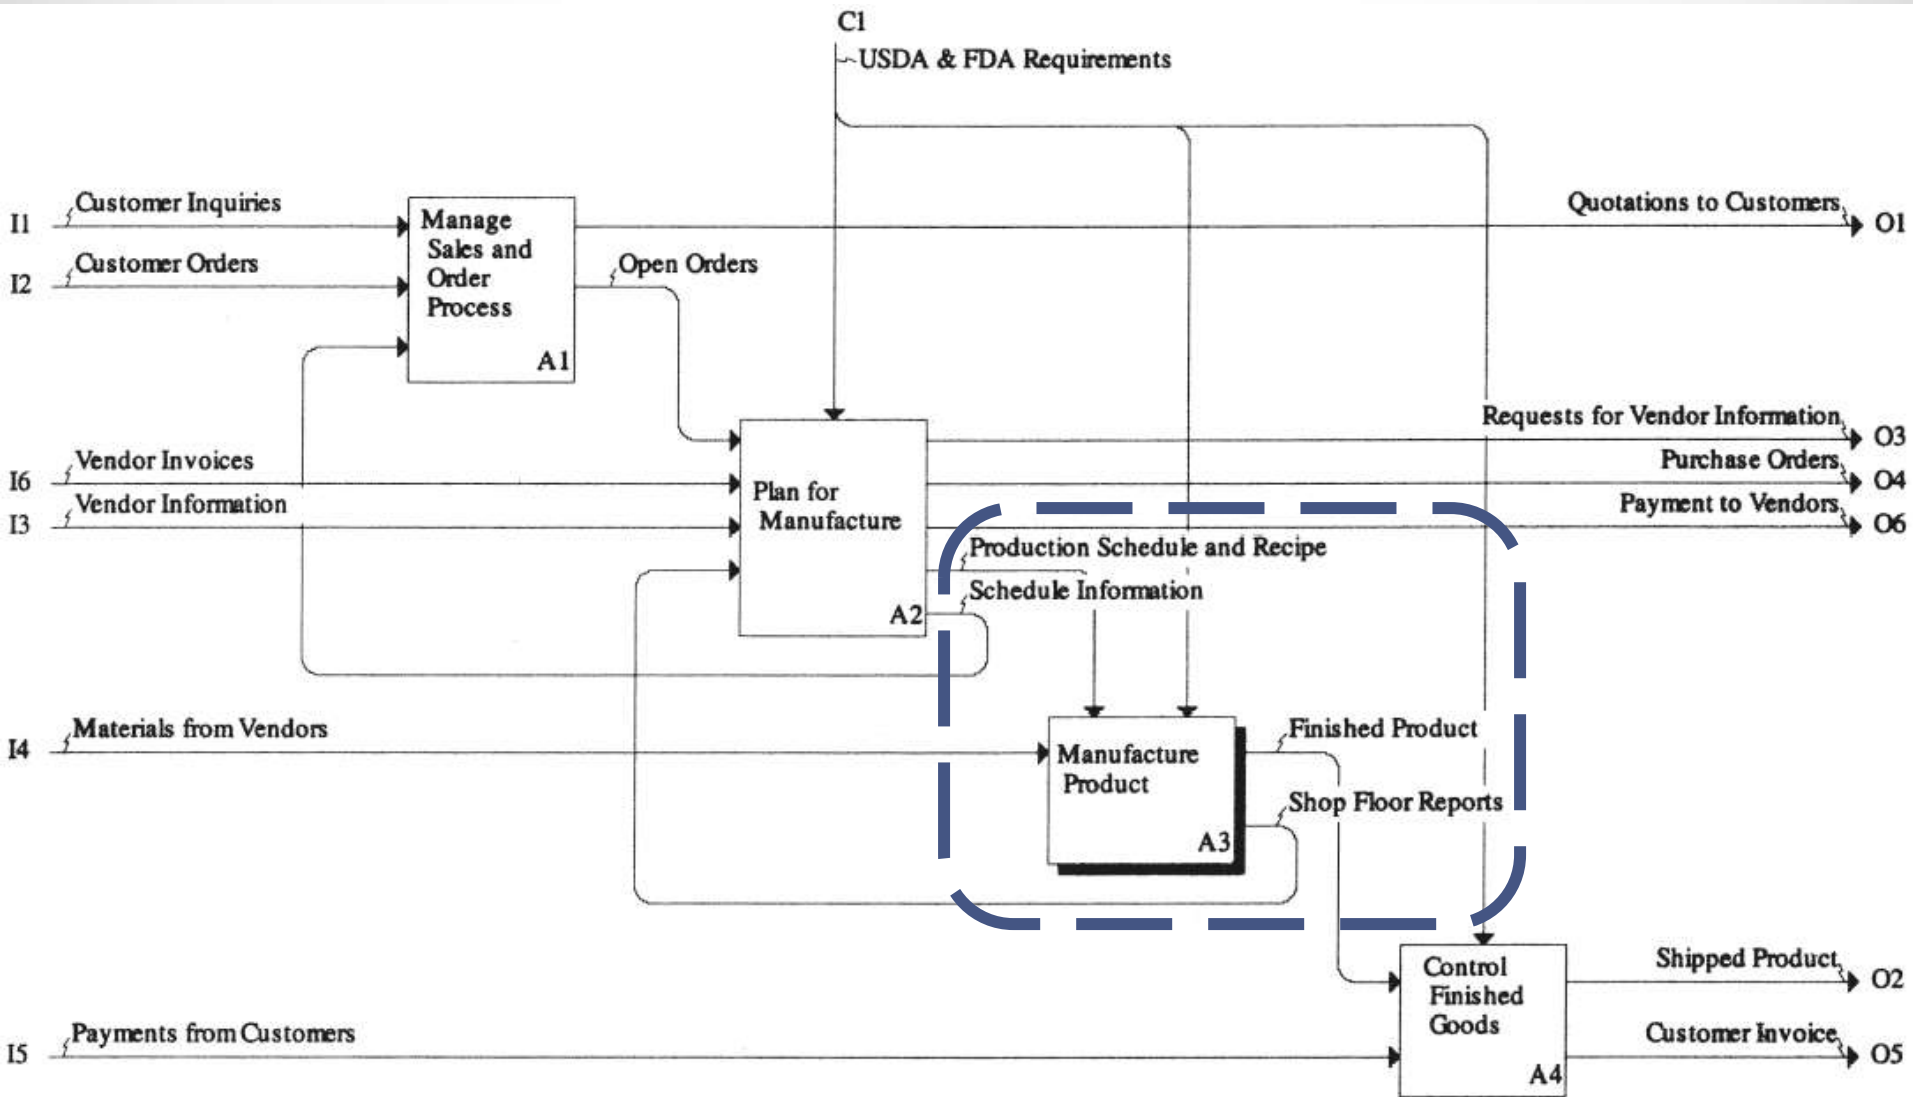 C1
USDA & FDA Requirements
I1
Customer Inquiries
Manage
Sales and
Order
Process
A1
Quotations to Customers
O1
I2
Customer Orders
Open Orders
Requests for Vendor Information
O3
I6
Vendor Invoices
Purchase Orders
O4
I3
Vendor Information
Plan for
Manufacture
A2
Payment to Vendors
O6
Production Schedule and Recipe
Schedule Information
I4
Materials from Vendors
Manufacture
Product
A3
Finished Product
Shop Floor Reports
Control
Finished
Goods
A4
Shipped Product
O2
I5
Payments from Customers
Customer Invoice
O5